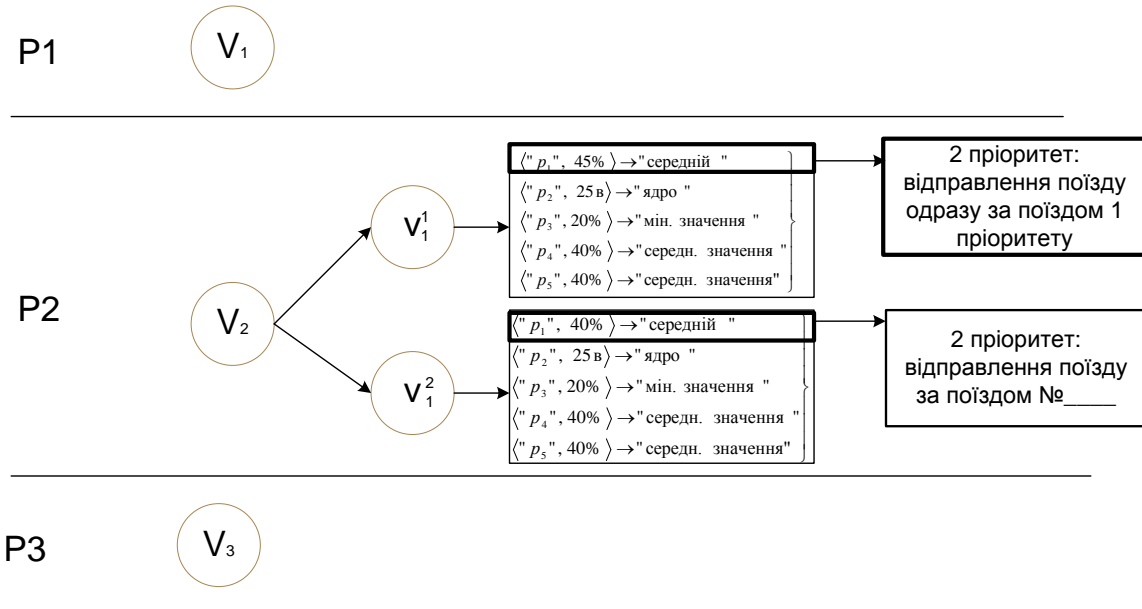 P1
V₁
P2
V₂
v₁¹
⟨" p₁", 45% ⟩→"середній "
⟨" p₂", 25 в⟩→"ядро "
⟨" p₃", 20% ⟩→"мін. значення "
⟨" p₄", 40% ⟩→"середн. значення "
⟨" p₅", 40% ⟩→"середн. значення"
2 пріоритет:
відправлення поїзду
одразу за поїздом 1
пріоритету
v₁²
⟨" p₁", 40% ⟩→"середній "
⟨" p₂", 25 в⟩→"ядро "
⟨" p₃", 20% ⟩→"мін. значення "
⟨" p₄", 40% ⟩→"середн. значення "
⟨" p₅", 40% ⟩→"середн. значення"
2 пріоритет:
відправлення поїзду
за поїздом №____
P3
V₃